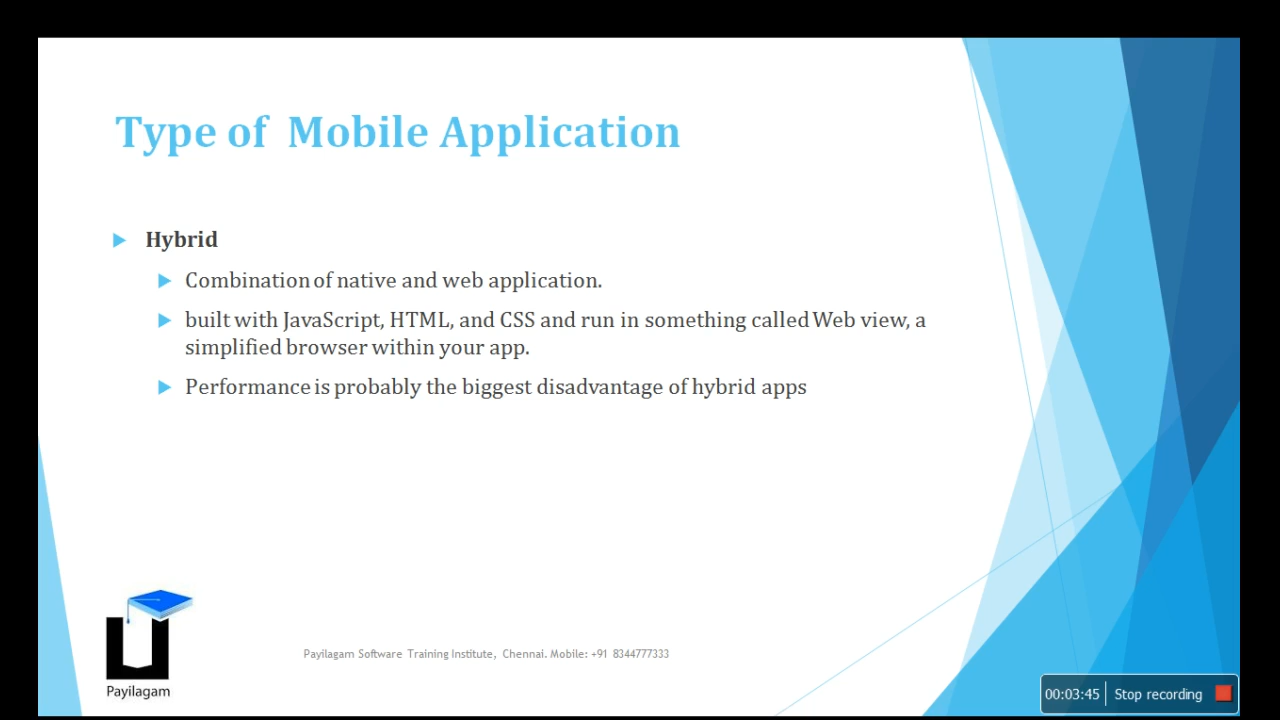 Type of Mobile Application
Hybrid
Combination of native and web application.
built with JavaScript, HTML, and CSS and run in something called Web view, a
simplified browser within your app.
Performance is probably the biggest disadvantage of hybrid apps
Payilagam
Payilagam Software Training Institute, Chennai. Mobile: +91 8344777333
00:03:45 Stop recording